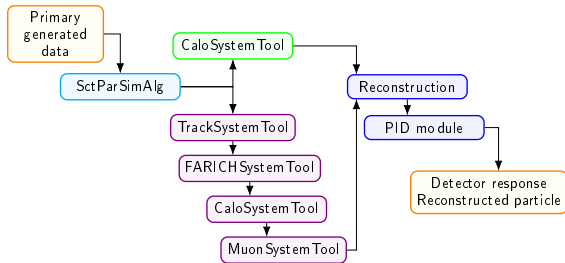 Primary
generated
data
CaloSystemTool
SctParSimAlg
Reconstruction
TrackSystemTool
PID module
FARICHSystemTool
Detector response
Reconstructed particle
CaloSystemTool
MuonSystemTool